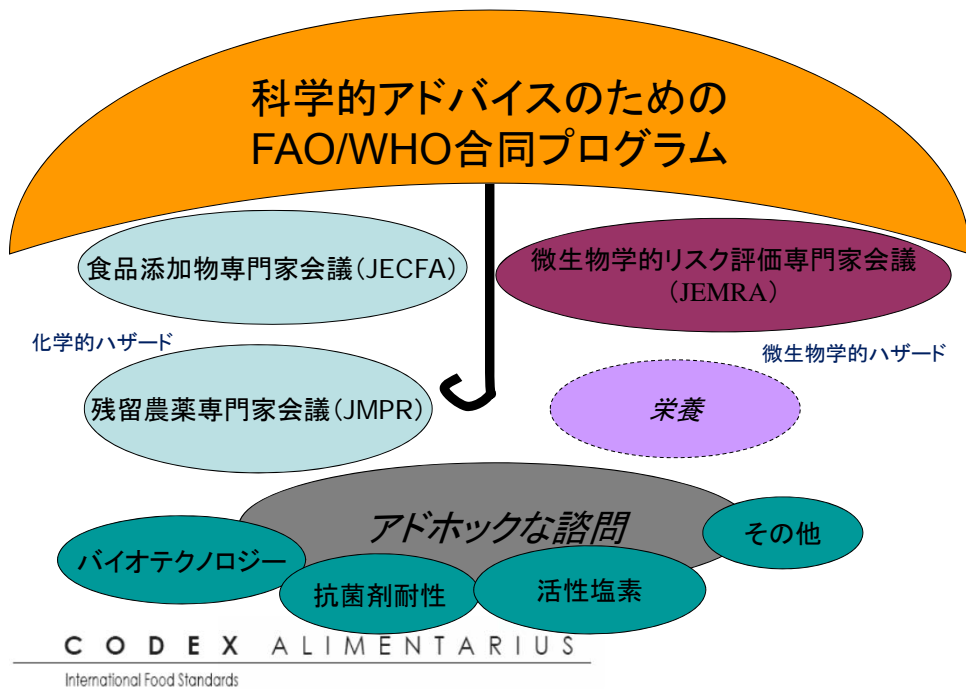 科学的アドバイスのための
FAO/WHO合同プログラム
食品添加物専門家会議(JECFA)
微生物学的リスク評価専門家会議
(JEMRA)
化学的ハザード
微生物学的ハザード
残留農薬専門家会議(JMPR)
栄養
アドホックな諮問
その他
バイオテクノロジー
抗菌剤耐性
活性塩素
CODEX ALIMENTARIUS
International Food Standards